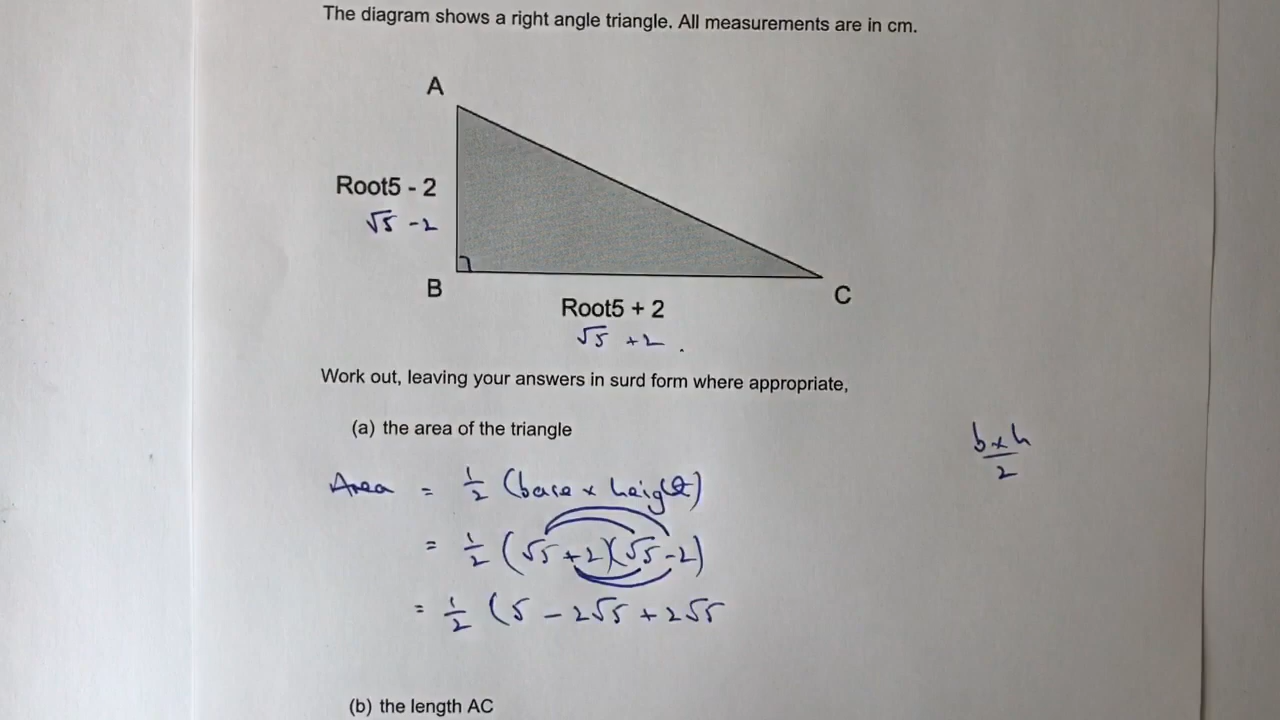 The diagram shows a right angle triangle. All measurements are in cm.
A
Root5 - 2
√5 -2
B
C
Root5 + 2
√5 +2 .
Work out, leaving your answers in surd form where appropriate,
(a) the area of the triangle
b×h
2
Area = 1/2 (base × height)
= 1/2 (√5 +2)(√5 -2)
= 1/2 (5 - 2√5 + 2√5
(b) the length AC